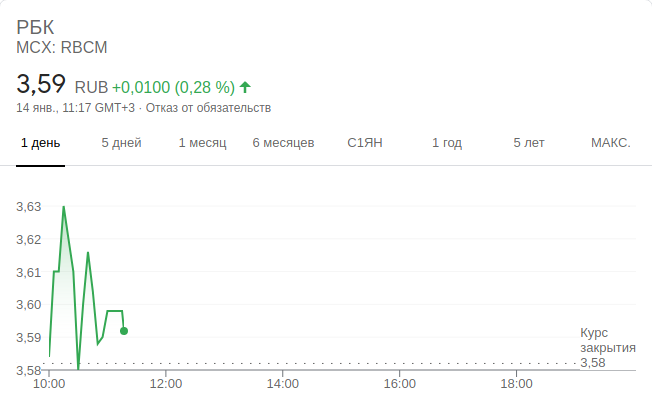 РБК
MCX: RBCM
3,59 RUB +0,0100 (0,28 %)
14 янв., 11:17 GMT+3 · Отказ от обязательств
1 день 5 дней 1 месяц 6 месяцев С1ЯН 1 год 5 лет МАКС.
3,63
3,62
3,61
3,60
3,59
3,58
Курс
закрытия
3,58
10:00 12:00 14:00 16:00 18:00